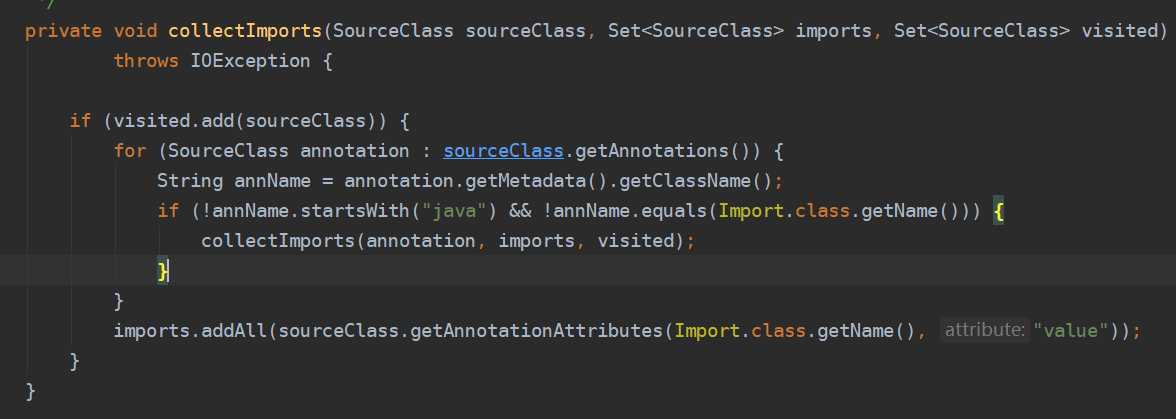 */
private void collectImports(SourceClass sourceClass, Set<SourceClass> imports, Set<SourceClass> visited)
throws IOException {
if (visited.add(sourceClass)) {
for (SourceClass annotation : sourceClass.getAnnotations()) {
String annName = annotation.getMetadata().getClassName();
if (!annName.startsWith("java") && !annName.equals(Import.class.getName())) {
collectImports(annotation, imports, visited);
}
}
imports.addAll(sourceClass.getAnnotationAttributes(Import.class.getName(), attribute: "value"));
}
}